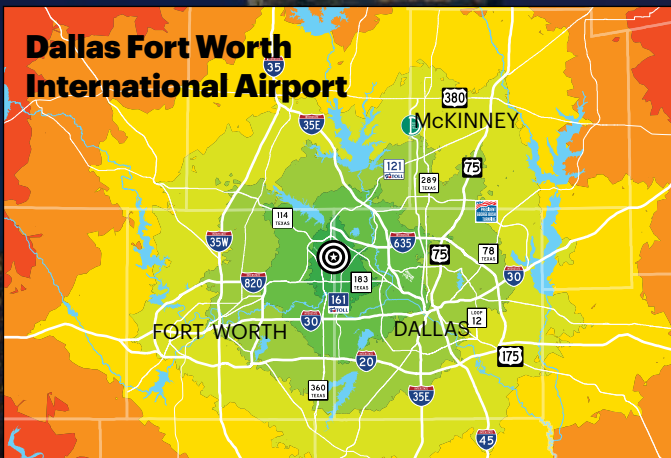 Dallas Fort Worth
International Airport
35
380
35E
McKINNEY
121
TOLL
75
289
TEXAS
114
TEXAS
35W
635
75
78
TEXAS
30
820
183
TEXAS
161
TOLL
30
FORT WORTH
DALLAS
LOOP
12
20
175
360
TEXAS
35E
45